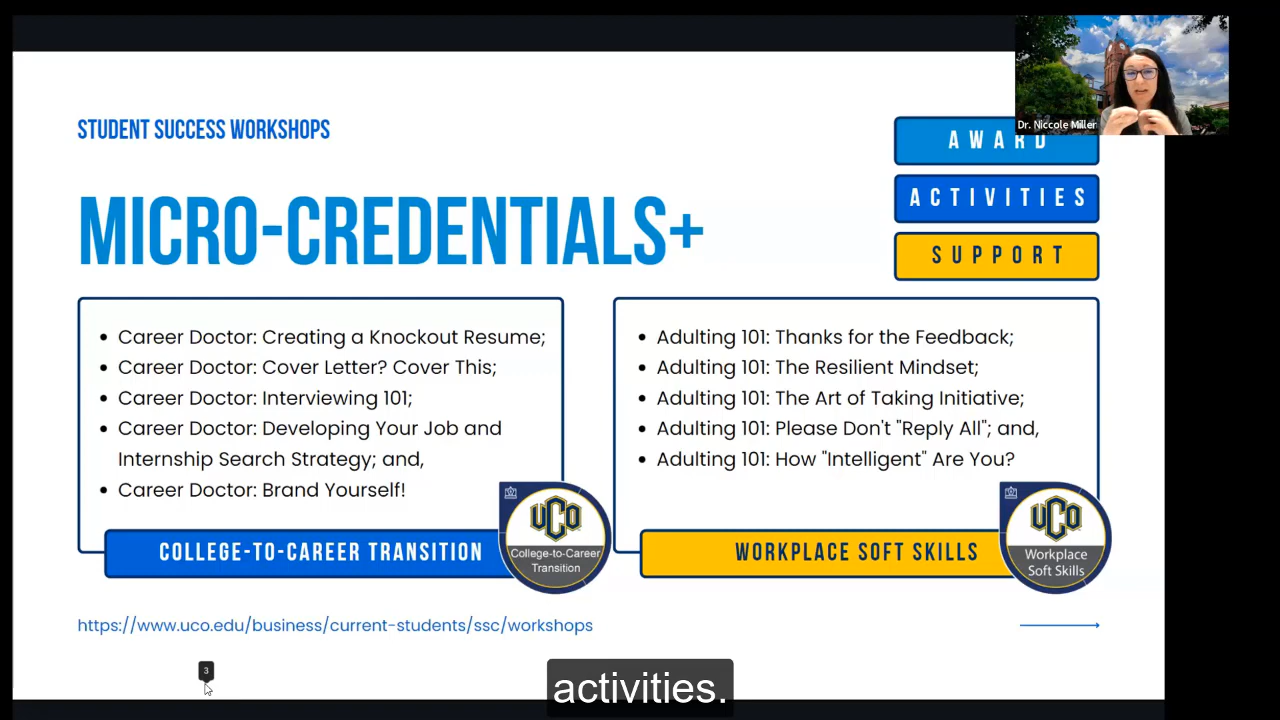 STUDENT SUCCESS WORKSHOPS
Dr. Niccole Miller
AWARD
ACTIVITIES
SUPPORT
MICRO-CREDENTIALS+
• Career Doctor: Creating a Knockout Resume;
• Career Doctor: Cover Letter? Cover This;
• Career Doctor: Interviewing 101;
• Career Doctor: Developing Your Job and
Internship Search Strategy; and,
• Career Doctor: Brand Yourself!
UCO
College-to-Career
Transition
COLLEGE-TO-CAREER TRANSITION
• Adulting 101: Thanks for the Feedback;
• Adulting 101: The Resilient Mindset;
• Adulting 101: The Art of Taking Initiative;
• Adulting 101: Please Don't "Reply All"; and,
• Adulting 101: How "Intelligent" Are You?
UCO
Workplace
Soft Skills
WORKPLACE SOFT SKILLS
https://www.uco.edu/business/current-students/ssc/workshops
3
activities.